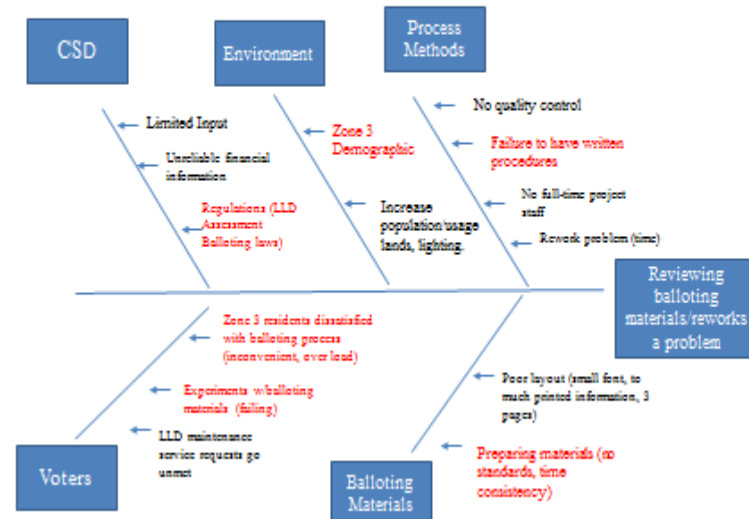 CSD
Environment
Process
Methods
Limited Input
Unreliable financial
information
Regulations (LLD
Assessment
Balloting laws)
Zone 3
Demographic
Increase
population/usage
lands, lighting.
No quality control
Failure to have written
procedures
No full-time project
staff
Rework problem (time)
Reviewing
balloting
materials/reworks
a problem
Zone 3 residents dissatisfied
with balloting process
(inconvenient, over load)
Experiments w/balloting
materials (failing)
LLD maintenance
service requests go
unmet
Voters
Poor layout (small font, to
much printed information, 3
pages)
Preparing materials (no
standards, time
consistency)
Balloting
Materials